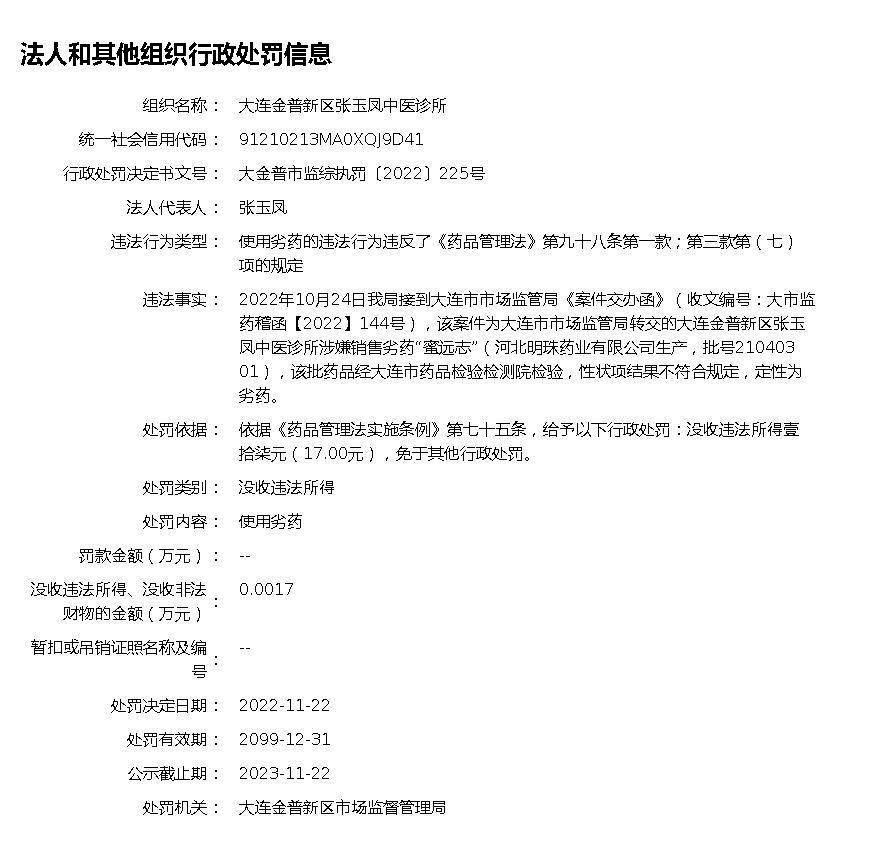 法人和其他组织行政处罚信息
组织名称： 大连金普新区张玉凤中医诊所
统一社会信用代码： 91210213MA0XQJ9D41
行政处罚决定书文号： 大金普市监综执罚〔2022〕225号
法人代表人： 张玉凤
违法行为类型： 使用劣药的违法行为违反了《药品管理法》第九十八条第一款；第三款第（七）
项的规定
违法事实： 2022年10月24日我局接到大连市市场监管局《案件交办函》（收文编号：大市监
药稽函【2022】144号），该案件为大连市市场监管局转交的大连金普新区张玉
凤中医诊所涉嫌销售劣药“蜜远志”（河北明珠药业有限公司生产，批号210403
01），该批药品经大连市药品检验检测院检验，性状项结果不符合规定，定性为
劣药。
处罚依据： 依据《药品管理法实施条例》第七十五条，给予以下行政处罚：没收违法所得壹
拾柒元（17.00元），免于其他行政处罚。
处罚类别： 没收违法所得
处罚内容： 使用劣药
罚款金额（万元）： --
没收违法所得、没收非法
财物的金额（万元）： 0.0017
暂扣或吊销证照名称及编
号： --
处罚决定日期： 2022-11-22
处罚有效期： 2099-12-31
公示截止期： 2023-11-22
处罚机关： 大连金普新区市场监督管理局